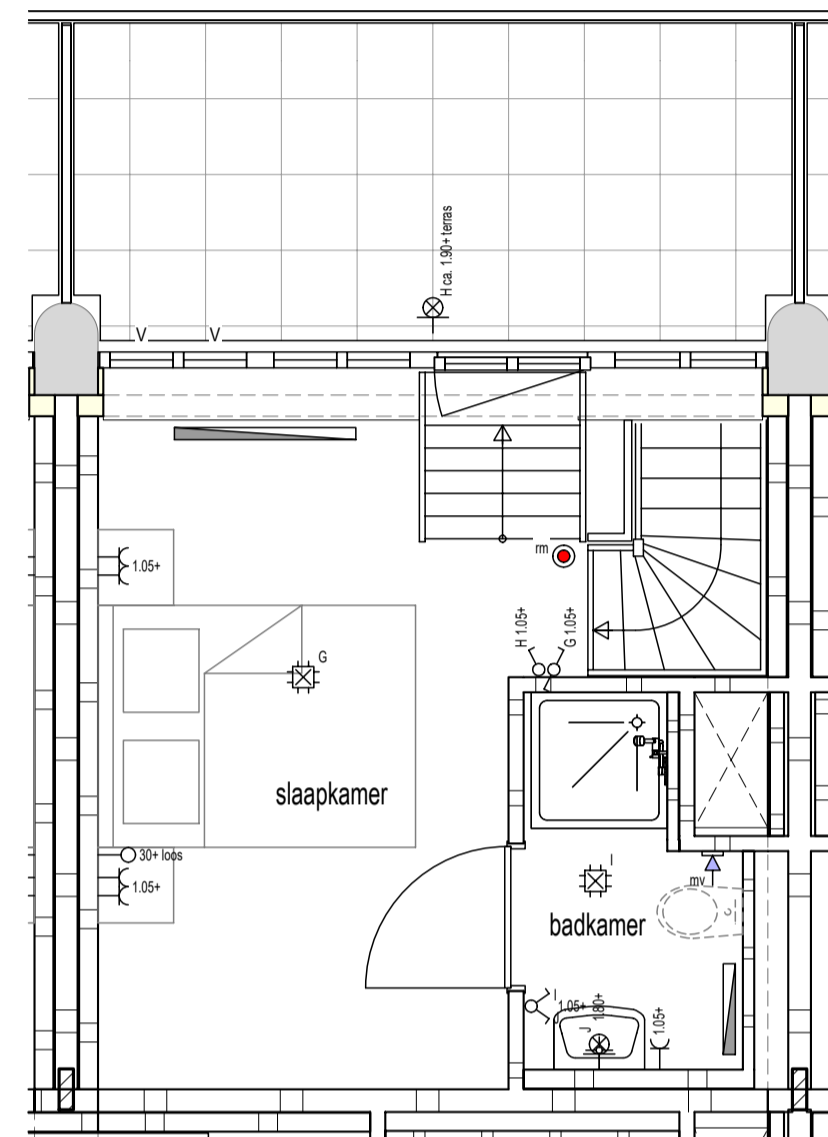 H ca. 1.90+ terras
V V
rm
1.05+
H 1.05+
G 1.05+
G
slaapkamer
30+ loos
1.05+
mv
I
badkamer
I
J
1.05+
J 1.80+
1.05+